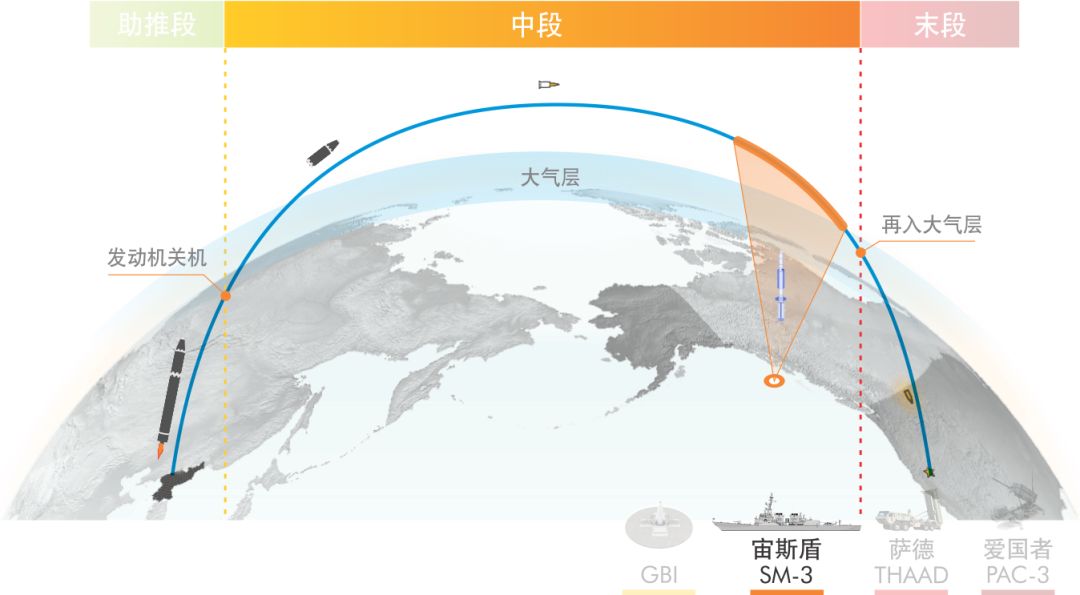 助推段
中段
末段
大气层
再入大气层
发动机关机
GBI
宙斯盾
SM-3
萨德
THAAD
爱国者
PAC-3